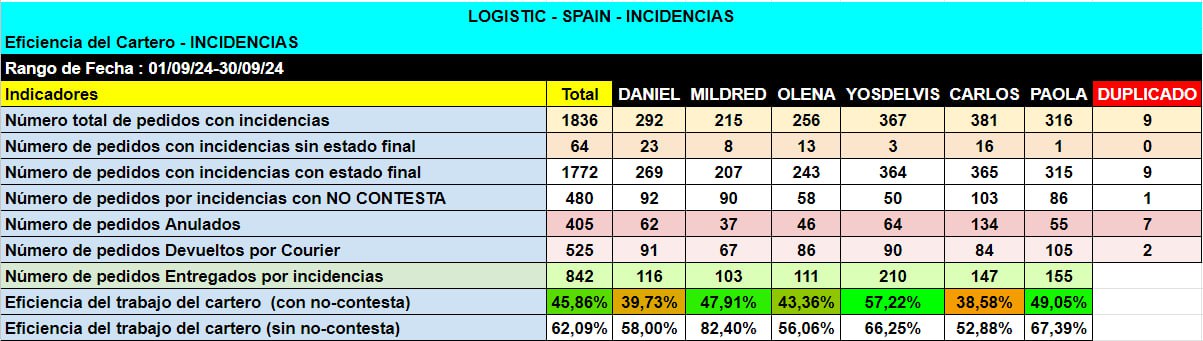 LOGISTIC - SPAIN - INCIDENCIAS
Eficiencia del Cartero - INCIDENCIAS
Rango de Fecha : 01/09/24-30/09/24
Indicadores Total DANIEL MILDRED OLENA YOSDELVIS CARLOS PAOLA DUPLICADO
Número total de pedidos con incidencias 1836 292 215 256 367 381 316 9
Número de pedidos con incidencias sin estado final 64 23 8 13 3 16 1 0
Número de pedidos con incidencias con estado final 1772 269 207 243 364 365 315 9
Número de pedidos por incidencias con NO CONTESTA 480 92 90 58 50 103 86 1
Número de pedidos Anulados 405 62 37 46 64 134 55 7
Número de pedidos Devueltos por Courier 525 91 67 86 90 84 105 2
Número de pedidos Entregados por incidencias 842 116 103 111 210 147 155
Eficiencia del trabajo del cartero (con no-contesta) 45,86% 39,73% 47,91% 43,36% 57,22% 38,58% 49,05%
Eficiencia del trabajo del cartero (sin no-contesta) 62,09% 58,00% 82,40% 56,06% 66,25% 52,88% 67,39%